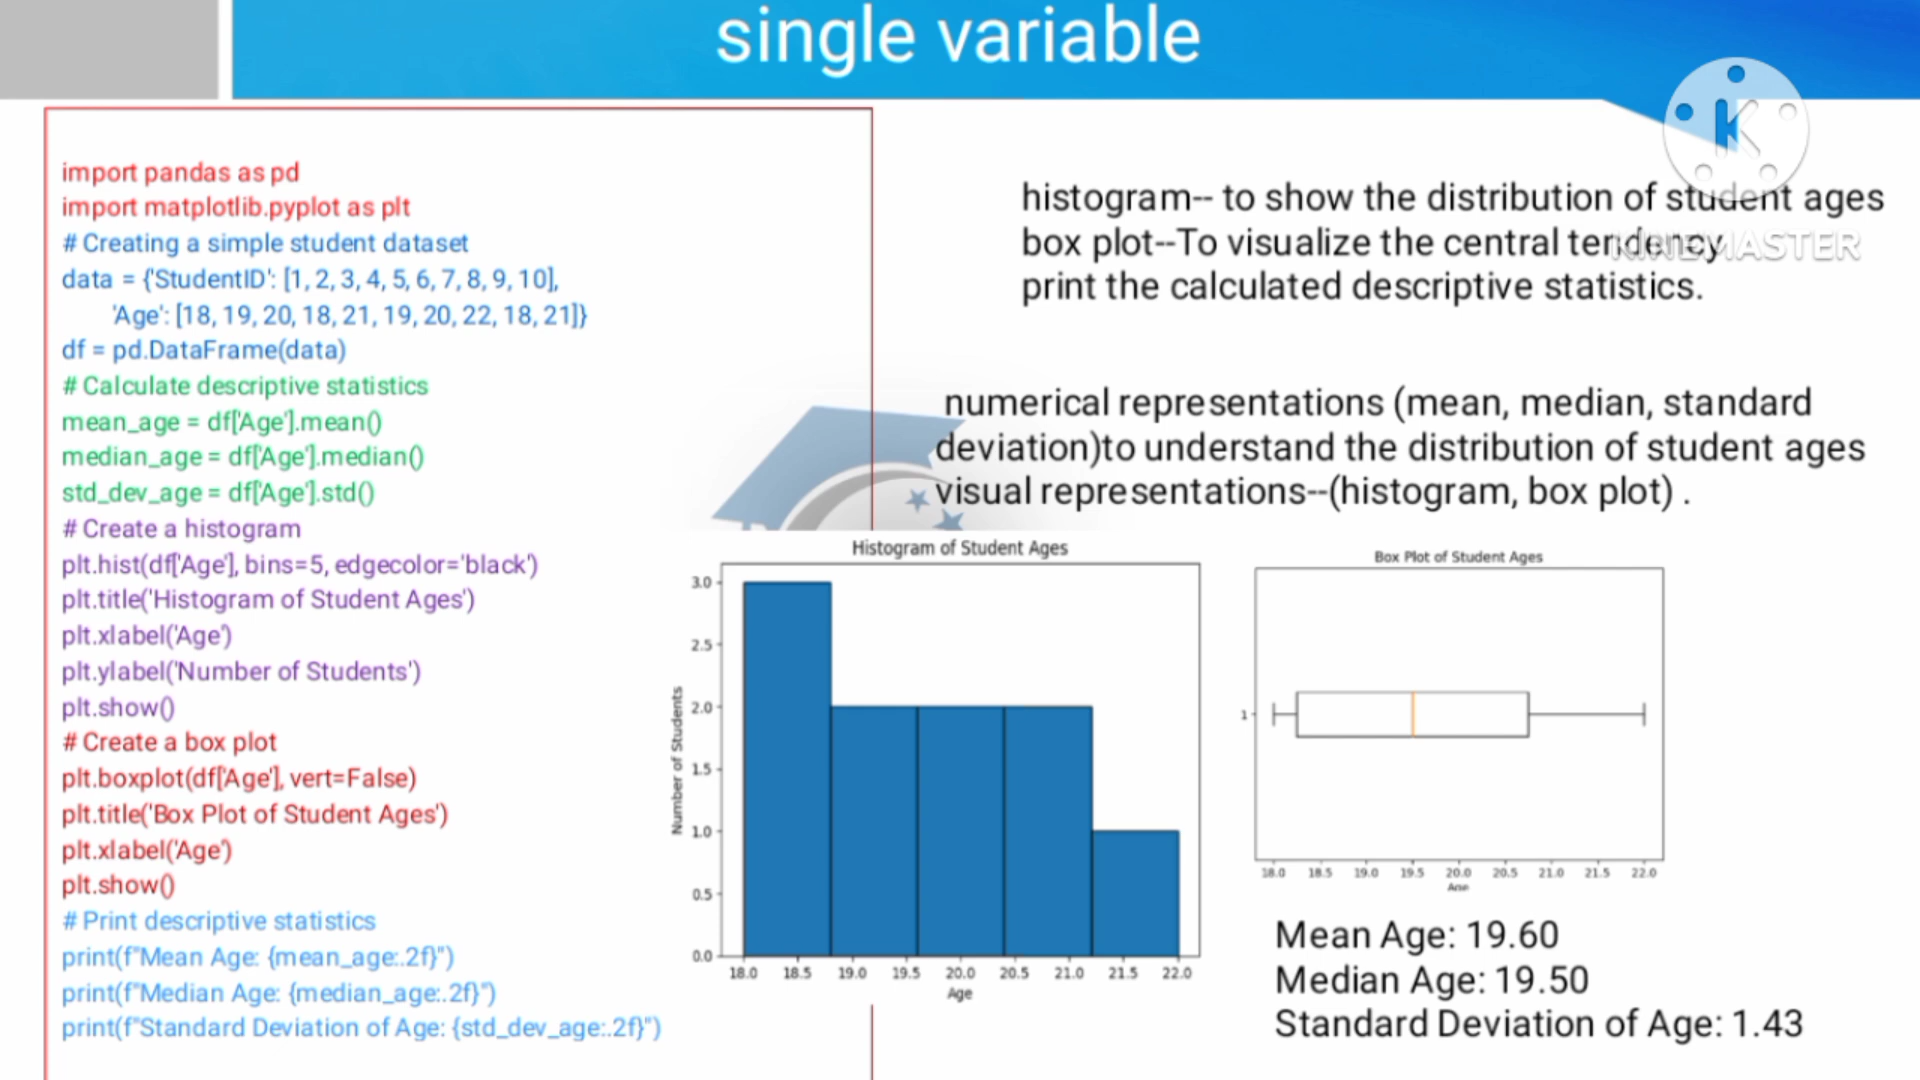 single variable
import pandas as pd
import matplotlib.pyplot as plt
# Creating a simple student dataset
data = {'StudentID': [1, 2, 3, 4, 5, 6, 7, 8, 9, 10],
'Age': [18, 19, 20, 18, 21, 19, 20, 22, 18, 21]}
df = pd.DataFrame(data)
# Calculate descriptive statistics
mean_age = df['Age'].mean()
median_age = df['Age'].median()
std_dev_age = df['Age'].std()
# Create a histogram
plt.hist(df['Age'], bins=5, edgecolor='black')
plt.title('Histogram of Student Ages')
plt.xlabel('Age')
plt.ylabel('Number of Students')
plt.show()
# Create a box plot
plt.boxplot(df['Age'], vert=False)
plt.title('Box Plot of Student Ages')
plt.xlabel('Age')
plt.show()
# Print descriptive statistics
print(f"Mean Age: {mean_age:.2f}")
print(f"Median Age: {median_age:.2f}")
print(f"Standard Deviation of Age: {std_dev_age:.2f}")
K
KINEMASTER
histogram-- to show the distribution of student ages
box plot--To visualize the central tendency
print the calculated descriptive statistics.
numerical representations (mean, median, standard
deviation)to understand the distribution of student ages
visual representations--(histogram, box plot) .
Histogram of Student Ages
Number of Students
3.0
2.5
2.0
1.5
1.0
0.5
0.0
18.0 18.5 19.0 19.5 20.0 20.5 21.0 21.5 22.0
Age
Box Plot of Student Ages
1
18.0 18.5 19.0 19.5 20.0 20.5 21.0 21.5 22.0
Age
Mean Age: 19.60
Median Age: 19.50
Standard Deviation of Age: 1.43